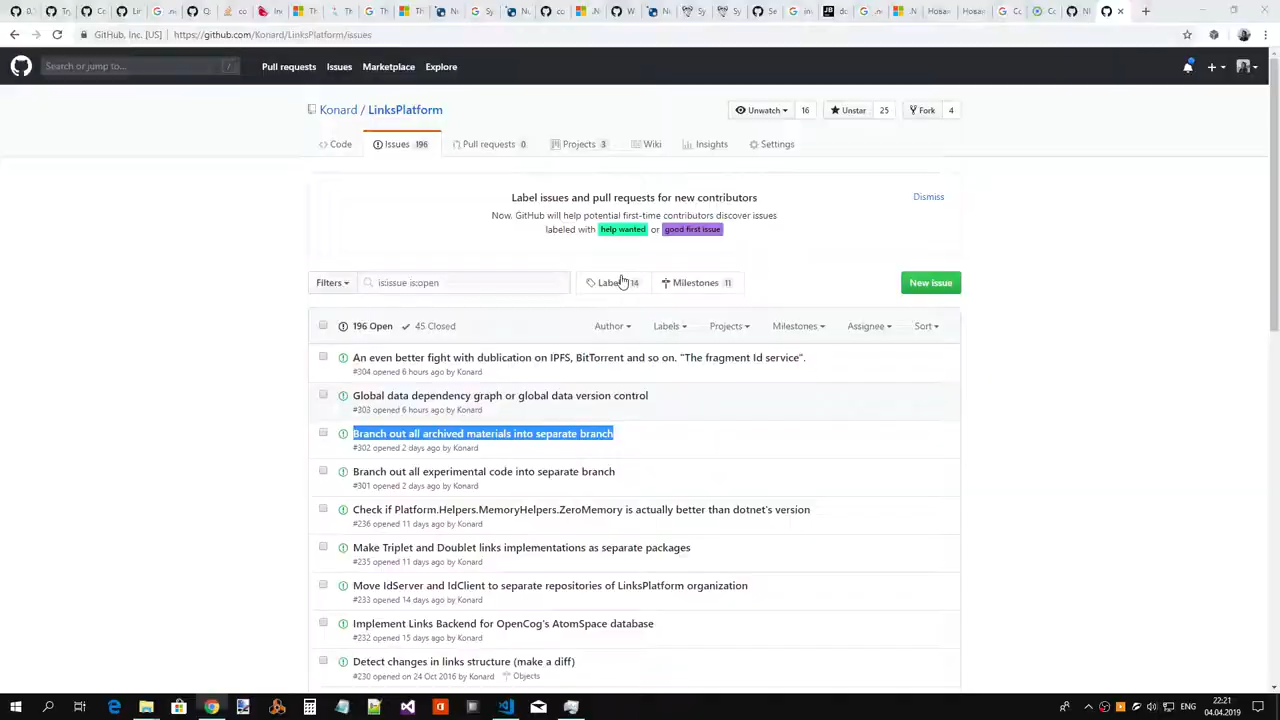 GitHub, Inc. [US]
https://github.com/Konard/LinksPlatform/issues
Search or jump to...
/
Pull requests
Issues
Marketplace
Explore
Konard / LinksPlatform
Unwatch
16
Unstar
25
Fork
4
Code
Issues 196
Pull requests 0
Projects 3
Wiki
Insights
Settings
Label issues and pull requests for new contributors
Dismiss
Now, GitHub will help potential first-time contributors discover issues
labeled with help wanted or good first issue
Filters
is:issue is:open
14
Milestones 11
New issue
196 Open
45 Closed
Author
Labels
Projects
Milestones
Assignee
Sort
An even better fight with dublication on IPFS, BitTorrent and so on. "The fragment Id service".
#304 opened 6 hours ago by Konard
Global data dependency graph or global data version control
#303 opened 6 hours ago by Konard
Branch out all archived materials into separate branch
#302 opened 2 days ago by Konard
Branch out all experimental code into separate branch
#301 opened 2 days ago by Konard
Check if Platform.Helpers.MemoryHelpers.ZeroMemory is actually better than dotnet's version
#236 opened 11 days ago by Konard
Make Triplet and Doublet links implementations as separate packages
#235 opened 11 days ago by Konard
Move IdServer and IdClient to separate repositories of LinksPlatform organization
#233 opened 14 days ago by Konard
Implement Links Backend for OpenCog's AtomSpace database
#232 opened 15 days ago by Konard
Detect changes in links structure (make a diff)
#230 opened on 24 Oct 2016 by Konard
Objects
ENG
22:21
04.04.2019